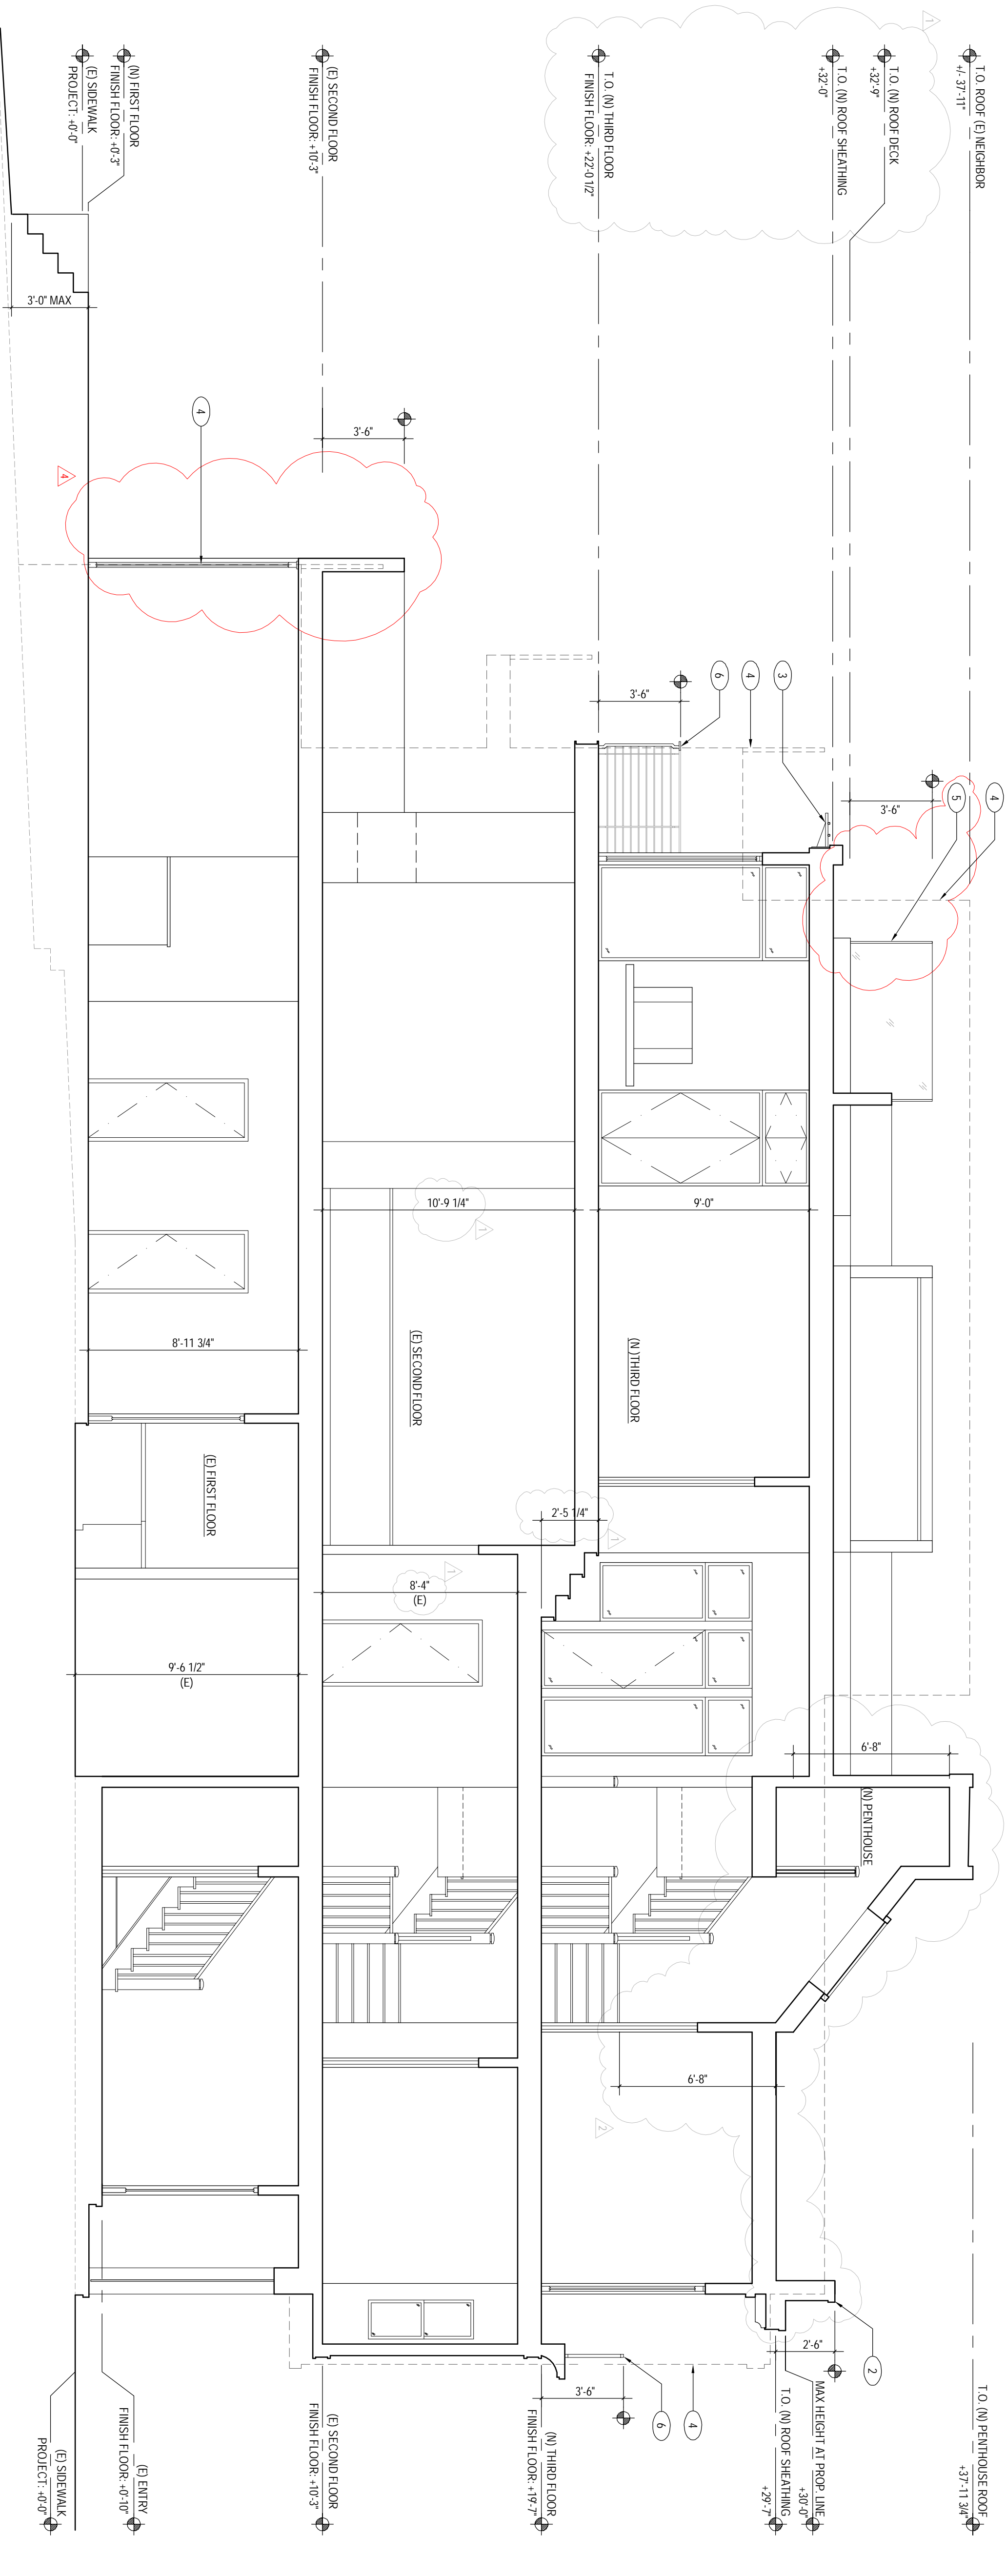 T.O. ROOF (E) NEIGHBOR
+/- 37'-11"
T.O. (N) ROOF DECK
+32'-9"
T.O. (N) ROOF SHEATHING
+32'-0"
T.O. (N) THIRD FLOOR
FINISH FLOOR: +22'-0 1/2"
(E) SECOND FLOOR
FINISH FLOOR: +10'-3"
(N) FIRST FLOOR
FINISH FLOOR: +0'-3"
(E) SIDEWALK
PROJECT: +0'-0"
1
3'-0" MAX
4
4
3'-6"
3'-6"
6
4
3
3'-6"
5
4
10'-9 1/4"
1
9'-0"
8'-11 3/4"
(E) SECOND FLOOR
(N )THIRD FLOOR
(E) FIRST FLOOR
2'-5 1/4"
1
8'-4"
(E)
1
9'-6 1/2"
(E)
6'-8"
(N) PENTHOUSE
6'-8"
2
2'-6"
2
3'-6"
6
4
T.O. (N) PENTHOUSE ROOF
+37'-11 3/4"
MAX HEIGHT AT PROP. LINE
+30'-0"
T.O. (N) ROOF SHEATHING
+29'-7"
(N) THIRD FLOOR
FINISH FLOOR: +19'-7"
(E) SECOND FLOOR
FINISH FLOOR: +10'-3"
(E) ENTRY
FINISH FLOOR: +0'-10"
(E) SIDEWALK
PROJECT: +0'-0"